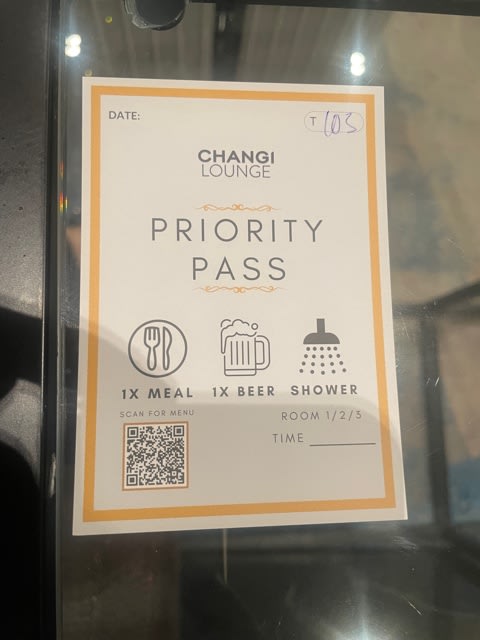 DATE:
T 103
CHANGI
LOUNGE
PRIORITY
PASS
1X MEAL 1X BEER SHOWER
SCAN FOR MENU
ROOM 1/2/3
TIME